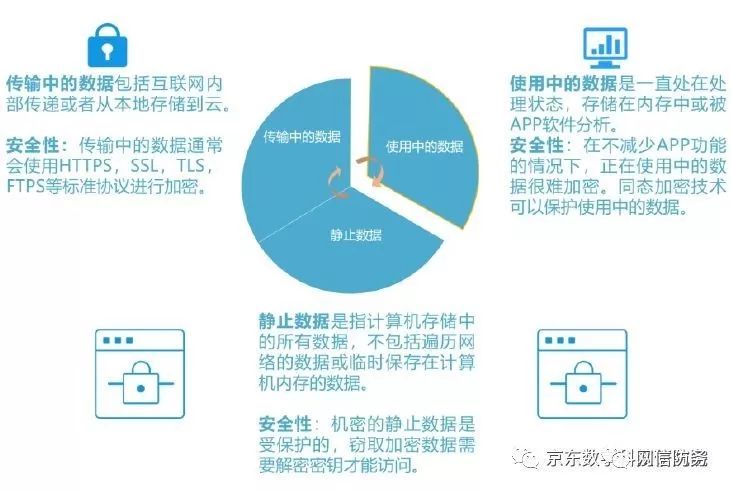 传输中的数据包括互联网内
部传递或者从本地存储到云。
安全性：传输中的数据通常
会使用HTTPS，SSL，TLS，
FTPS等标准协议进行加密。
传输中的数据
使用中的数据
静止数据
使用中的数据是一直处在处
理状态，存储在内存中或被
APP软件分析。
安全性：在不减少APP功能
的情况下，正在使用中的数
据很难加密。同态加密技术
可以保护使用中的数据。
静止数据是指计算机存储中
的所有数据，不包括遍历网
络的数据或临时保存在计算
机内存的数据。
安全性：机密的静止数据是
受保护的，窃取加密数据需
要解密密钥才能访问。
京东数
科网信防务